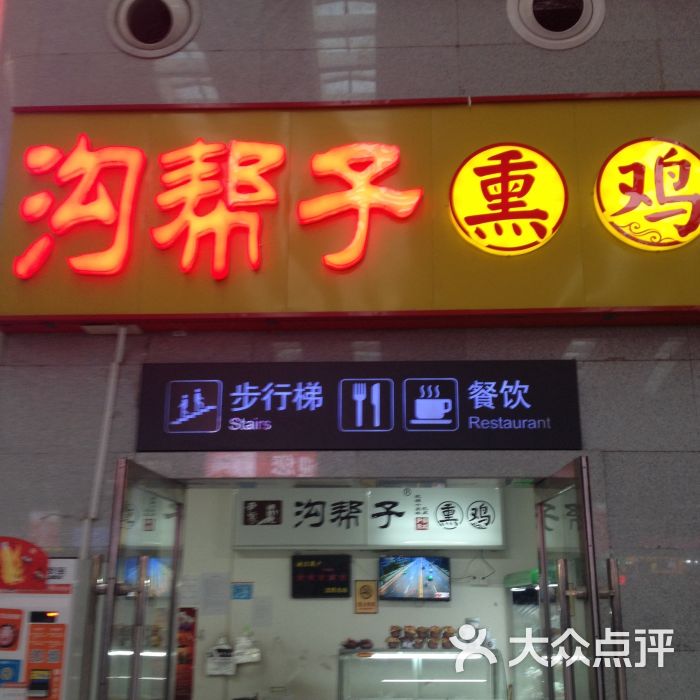 沟帮子熏鸡
步行梯 餐饮
Stairs Restaurant
沟帮子® 熏鸡
大众点评